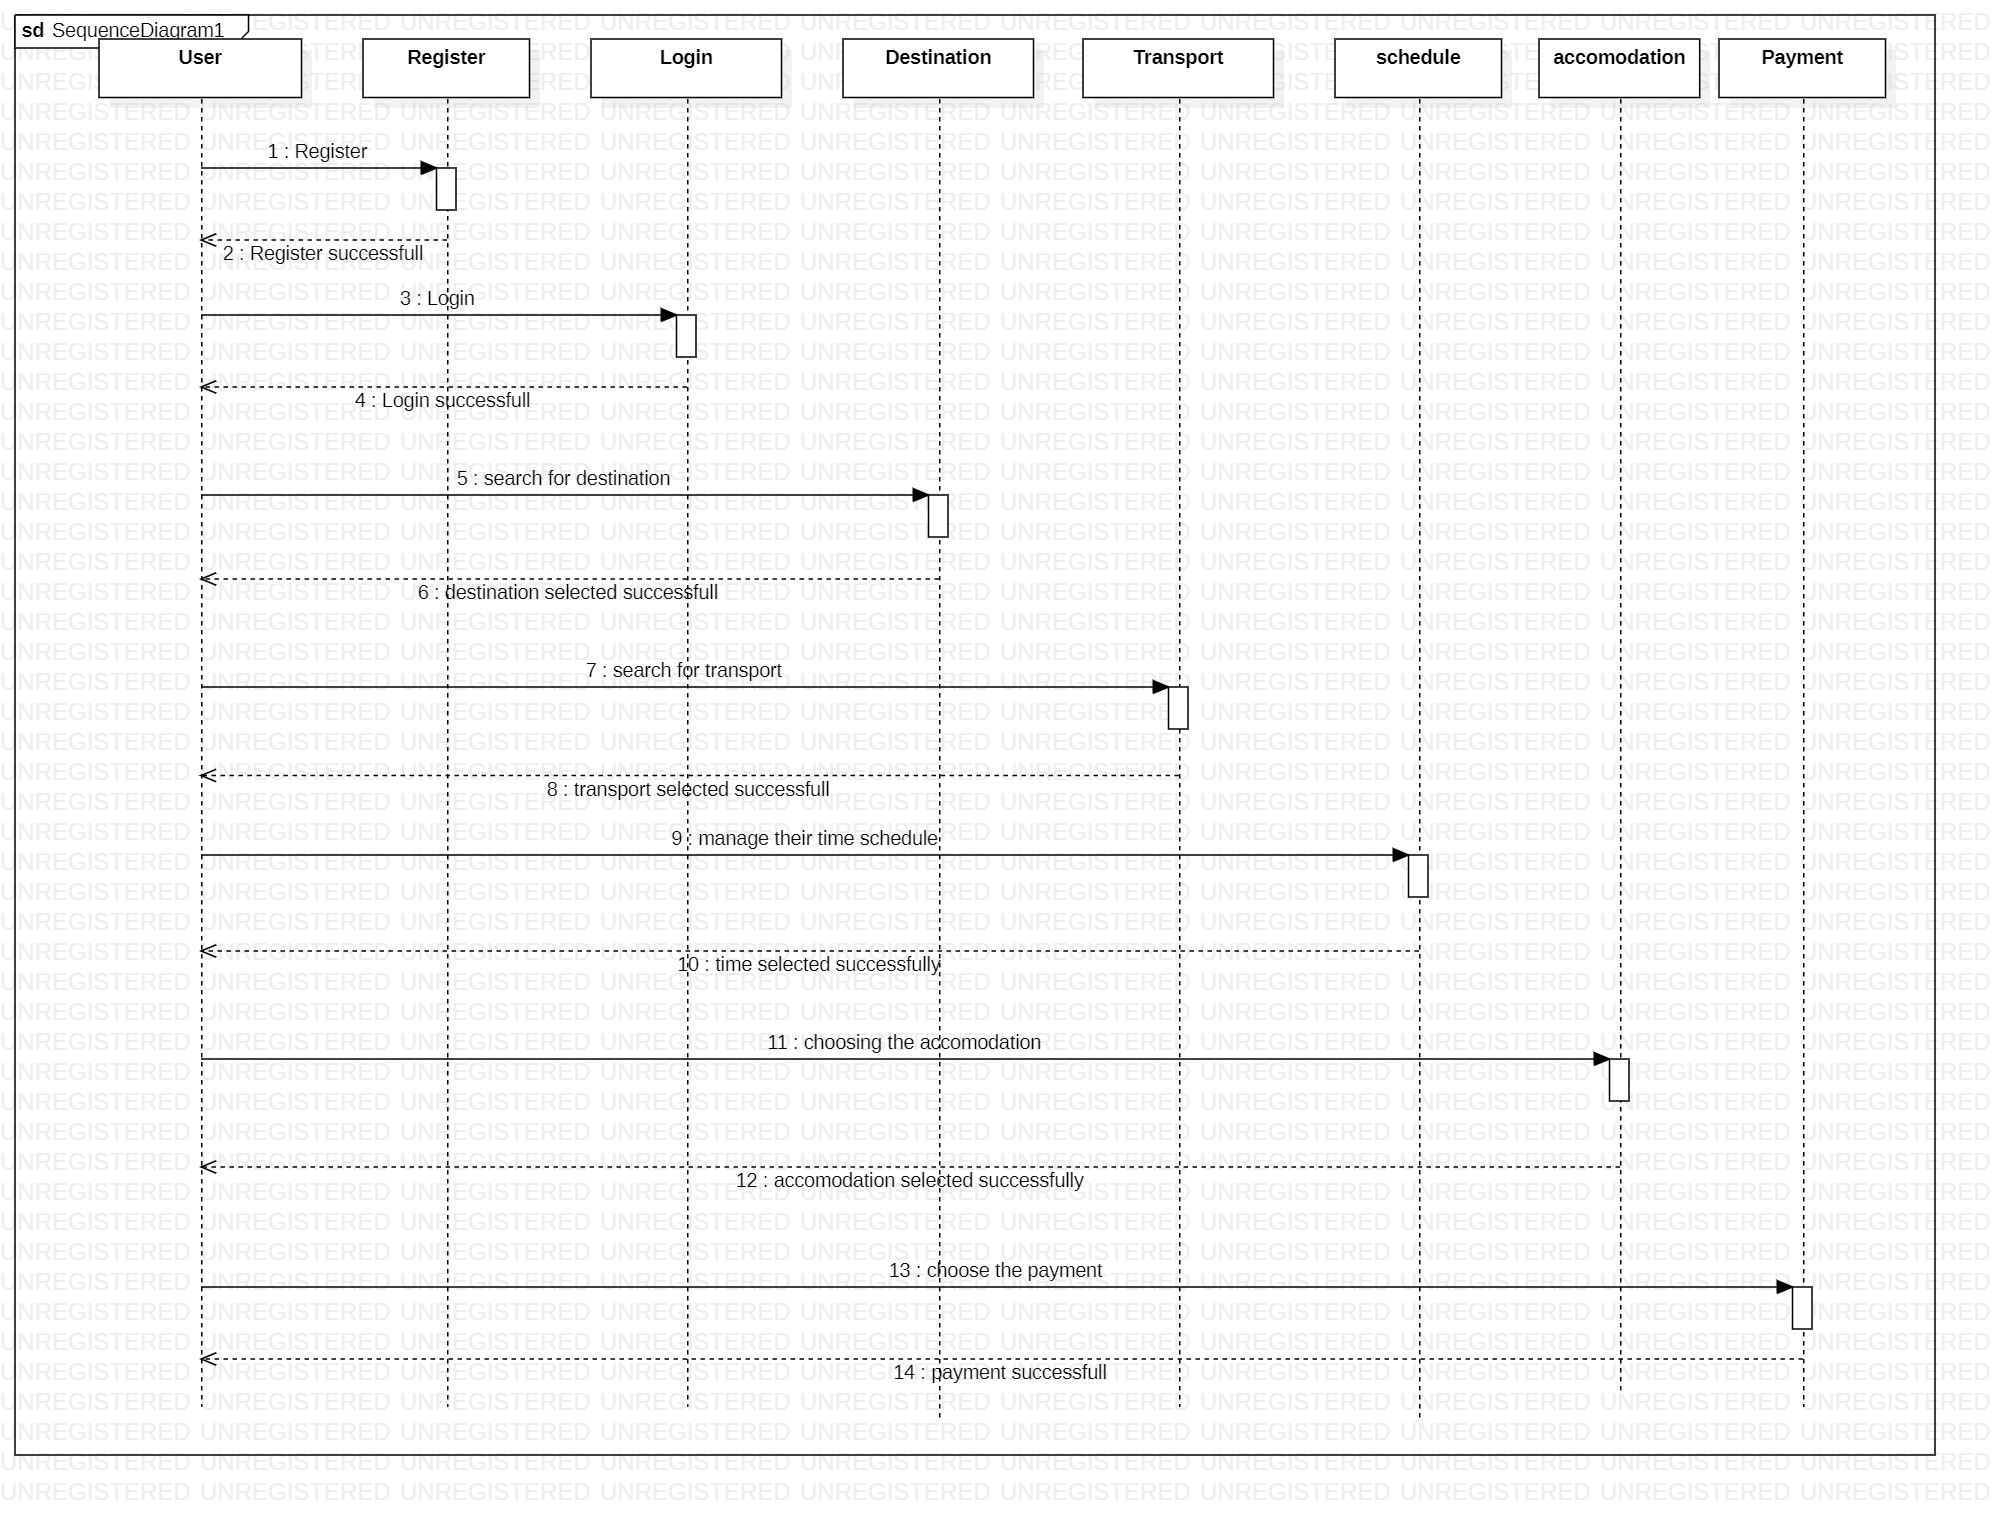 sd SequenceDiagram1
User
Register
Login
Destination
Transport
schedule
accomodation
Payment
1 : Register
2 : Register successfull
3 : Login
4 : Login successfull
5 : search for destination
6 : destination selected successfull
7 : search for transport
8 : transport selected successfull
9 : manage their time schedule
10 : time selected successfully
11 : choosing the accomodation
12 : accomodation selected successfully
13 : choose the payment
14 : payment successfull
UNREGISTERED